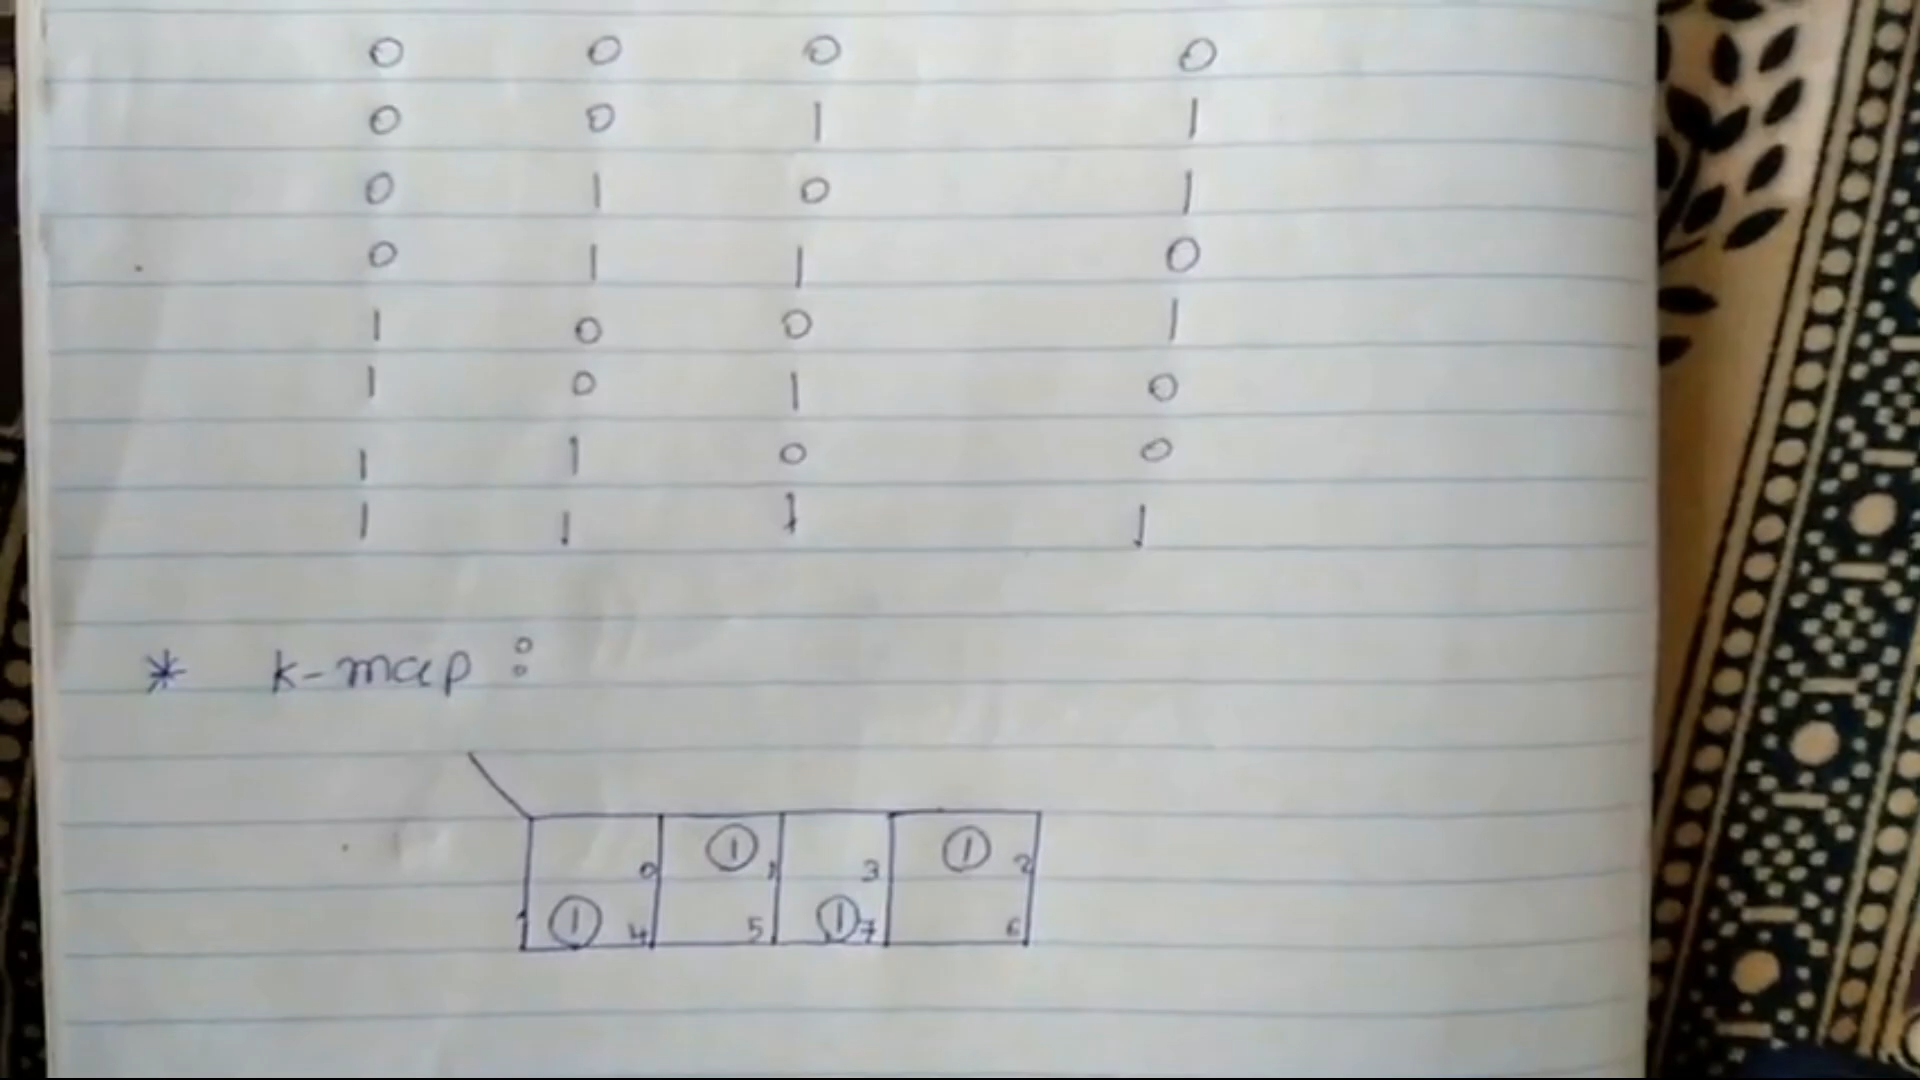 0 0 0 0
0 0 1 1
0 1 0 1
0 1 1 0
1 0 0 1
1 0 1 0
1 1 0 0
1 1 1 1
* K-map :
0 1 1 3 1 2
1 4 5 1 7 6